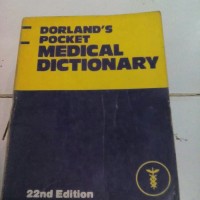 DORLAND'S
POCKET
MEDICAL
DICTIONARY
22nd Edition